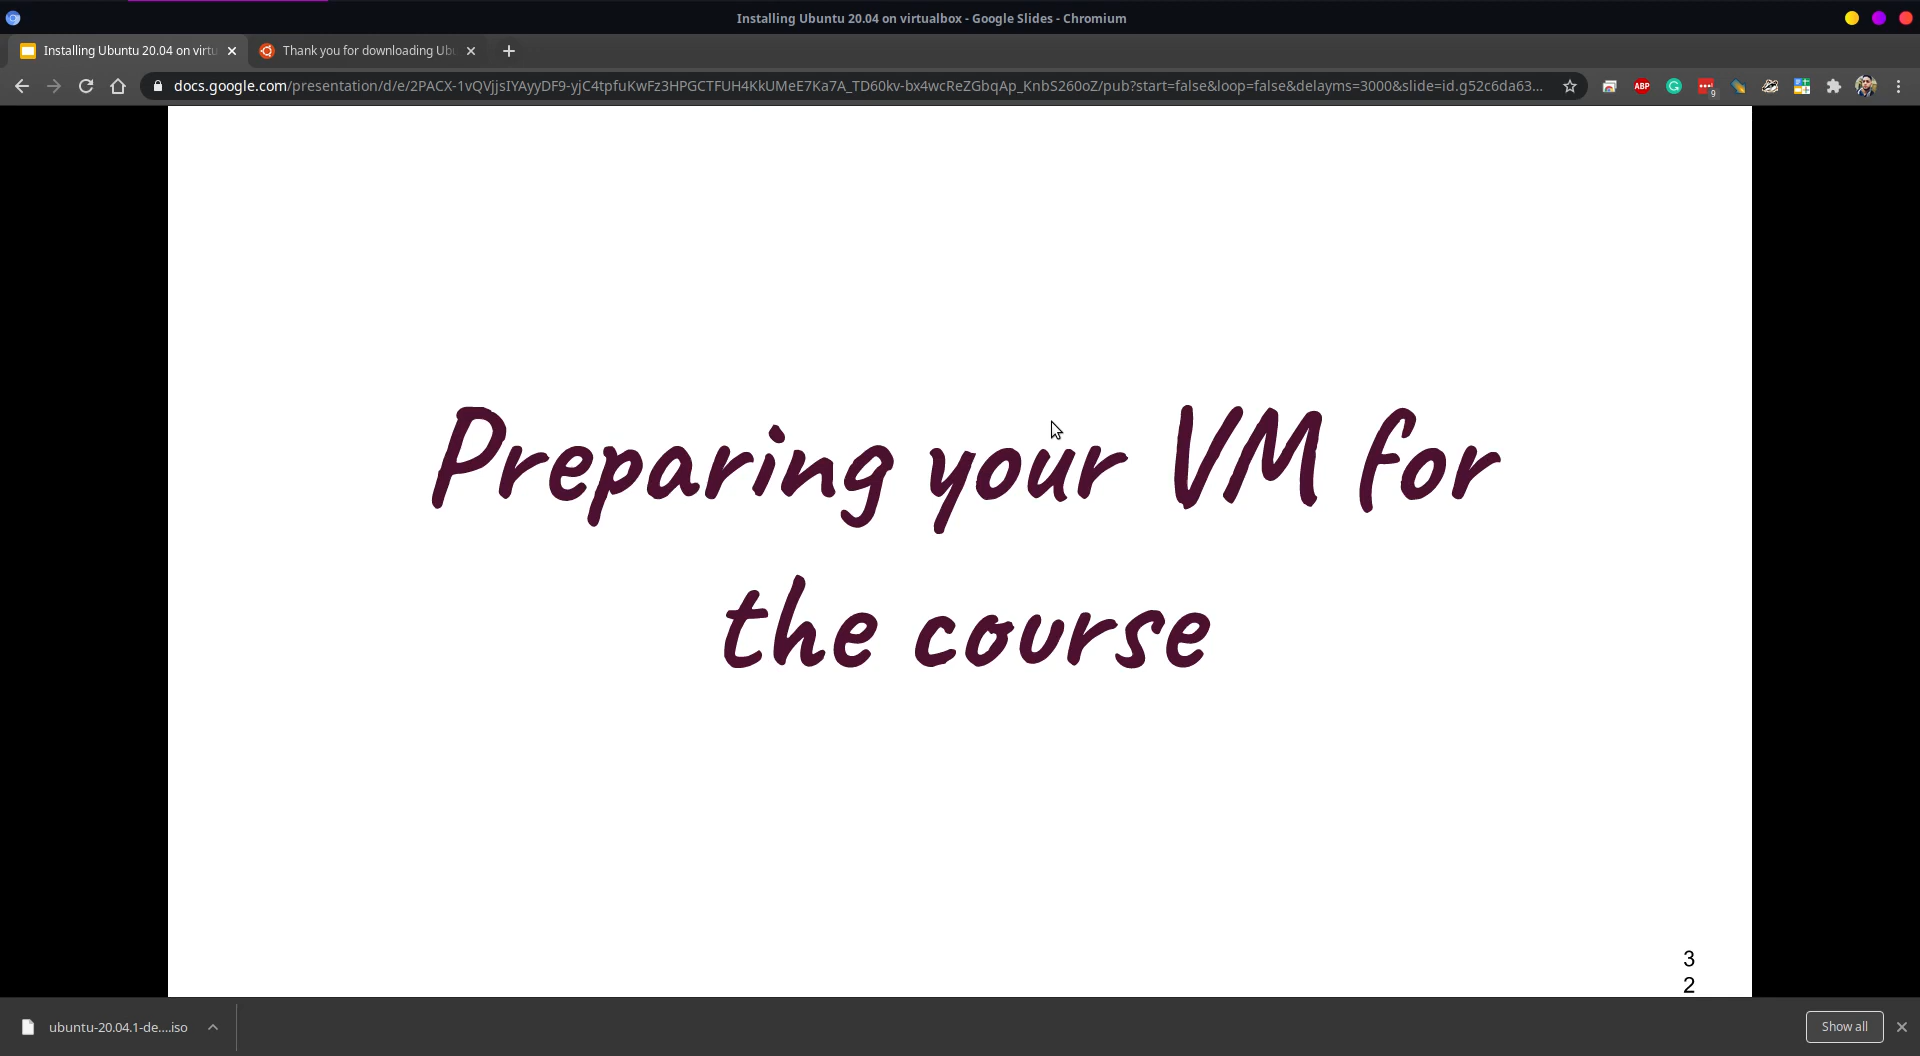 Installing Ubuntu 20.04 on virtualbox - Google Slides - Chromium
Installing Ubuntu 20.04 on virtu
Thank you for downloading Ubu
docs.google.com/presentation/d/e/2PACX-1vQVjjsIYAyyDF9-yjC4tpfuKwFz3HPGCTFUH4KkUMeE7Ka7A_TD60kv-bx4wcReZGbqAp_KnbS260oZ/pub?start=false&loop=false&delayms=3000&slide=id.g52c6da63...
ABP
9
Preparing your VM for
the course
3
2
ubuntu-20.04.1-de....iso
Show all